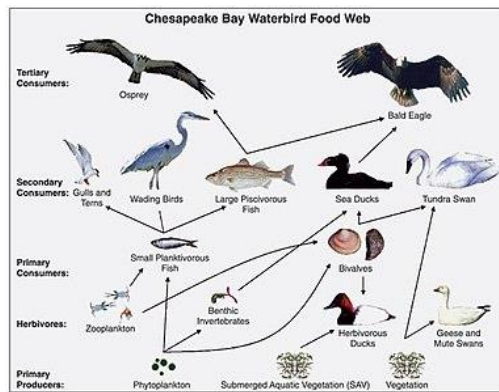 Chesapeake Bay Waterbird Food Web
Tertiary
Consumers:
Osprey
Bald Eagle
Secondary
Consumers:
Gulls and
Terns
Wading Birds
Large Piscivorous
Fish
Sea Ducks
Tundra Swan
Primary
Consumers:
Small Planktivorous
Fish
Bivalves
Herbivores:
Zooplankton
Benthic
Invertebrates
Herbivorous
Ducks
Geese and
Mute Swans
Primary
Producers:
Phytoplankton
Submerged Aquatic Vegetation (SAV)
Vegetation